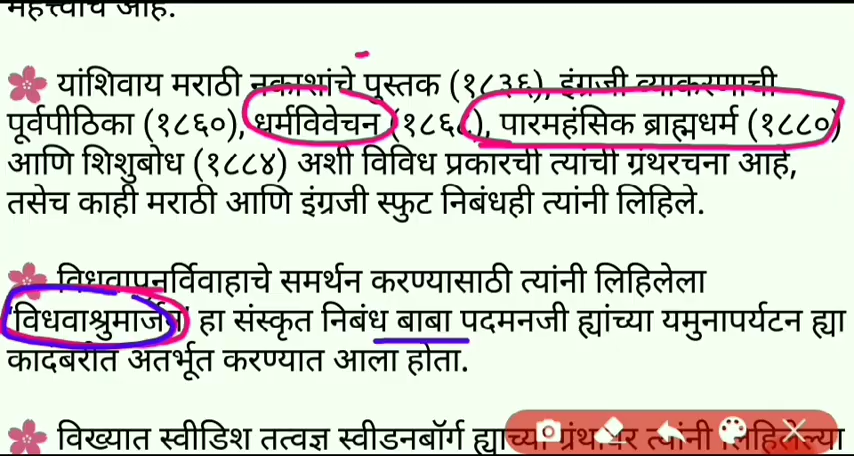 महत्त्वाचे आहे.
यांशिवाय मराठी नकाशांचे पुस्तक (१८३६), इंग्रजी व्याकरणाची
पूर्वपीठिका (१८६०), धर्मविवेचन (१८६८), पारमहंसिक ब्राह्मधर्म (१८८०)
आणि शिशुबोध (१८८४) अशी विविध प्रकारची त्यांची ग्रंथरचना आहे,
तसेच काही मराठी आणि इंग्रजी स्फुट निबंधही त्यांनी लिहिले.
विधवापुनर्विवाहाचे समर्थन करण्यासाठी त्यांनी लिहिलेला
'विधवाश्रुमार्जन' हा संस्कृत निबंध बाबा पदमनजी ह्यांच्या यमुनापर्यटन ह्या
कादंबरीत अंतर्भूत करण्यात आला होता.
विख्यात स्वीडिश तत्वज्ञ स्वीडनबॉर्ग ह्याच्या ग्रंथावर त्यांनी लिहिलेल्या